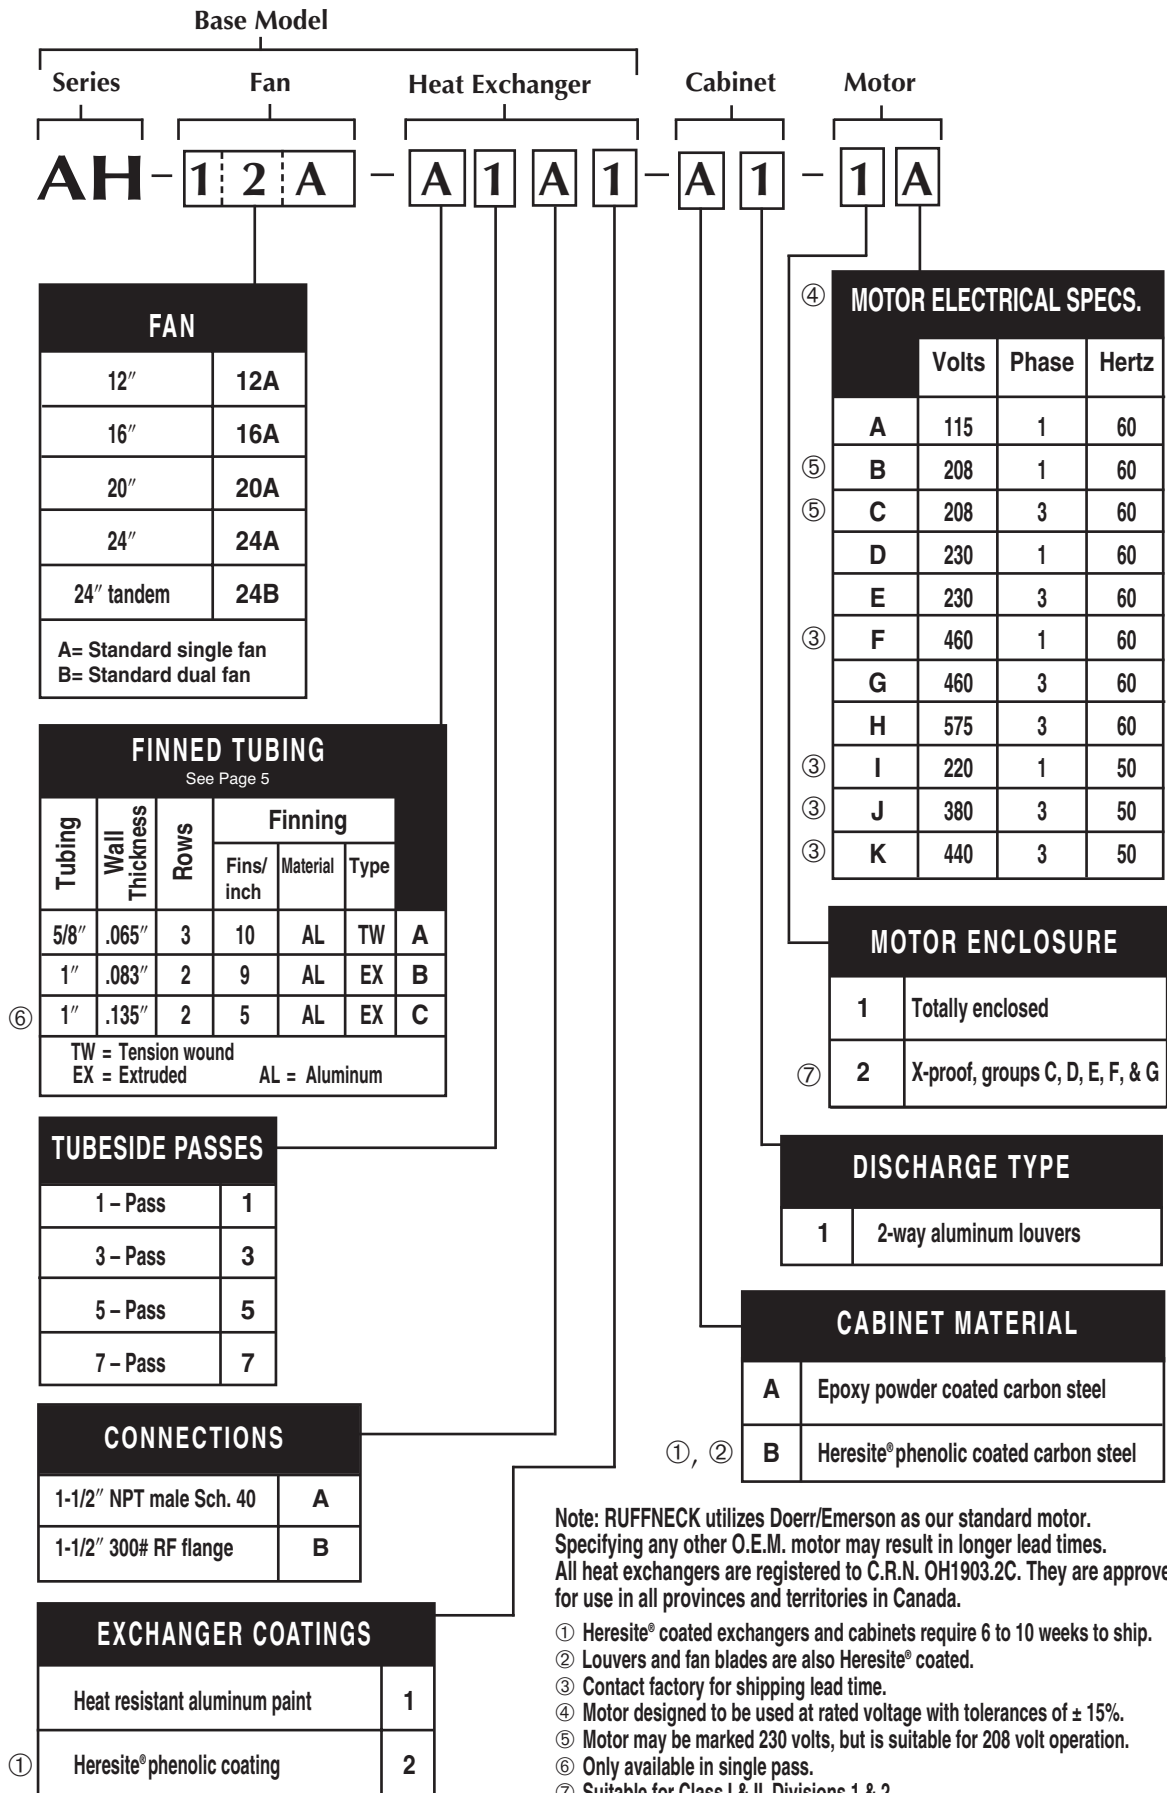 Base Model
Series Fan Heat Exchanger Cabinet Motor
AH - 1 2 A - A 1 A 1 - A 1 - 1 A
FAN
12″ 12A
16″ 16A
20″ 20A
24″ 24A
24″ tandem 24B
A= Standard single fan
B= Standard dual fan
FINNED TUBING
See Page 5
Tubing Wall Thickness Rows Finning
Fins/inch Material Type
5/8″ .065″ 3 10 AL TW A
1″ .083″ 2 9 AL EX B
⑥ 1″ .135″ 2 5 AL EX C
TW = Tension wound
EX = Extruded AL = Aluminum
TUBESIDE PASSES
1 – Pass 1
3 – Pass 3
5 – Pass 5
7 – Pass 7
CONNECTIONS
1-1/2″ NPT male Sch. 40 A
1-1/2″ 300# RF flange B
EXCHANGER COATINGS
Heat resistant aluminum paint 1
① Heresite® phenolic coating 2
④ MOTOR ELECTRICAL SPECS.
Volts Phase Hertz
A 115 1 60
⑤ B 208 1 60
⑤ C 208 3 60
D 230 1 60
E 230 3 60
③ F 460 1 60
G 460 3 60
H 575 3 60
③ I 220 1 50
③ J 380 3 50
③ K 440 3 50
MOTOR ENCLOSURE
1 Totally enclosed
⑦ 2 X-proof, groups C, D, E, F, & G
DISCHARGE TYPE
1 2-way aluminum louvers
CABINET MATERIAL
A Epoxy powder coated carbon steel
①, ② B Heresite® phenolic coated carbon steel
Note: RUFFNECK utilizes Doerr/Emerson as our standard motor.
Specifying any other O.E.M. motor may result in longer lead times.
All heat exchangers are registered to C.R.N. OH1903.2C. They are approve
for use in all provinces and territories in Canada.
① Heresite® coated exchangers and cabinets require 6 to 10 weeks to ship.
② Louvers and fan blades are also Heresite® coated.
③ Contact factory for shipping lead time.
④ Motor designed to be used at rated voltage with tolerances of ± 15%.
⑤ Motor may be marked 230 volts, but is suitable for 208 volt operation.
⑥ Only available in single pass.
⑦ Suitable for Class I & II, Divisions 1 & 2